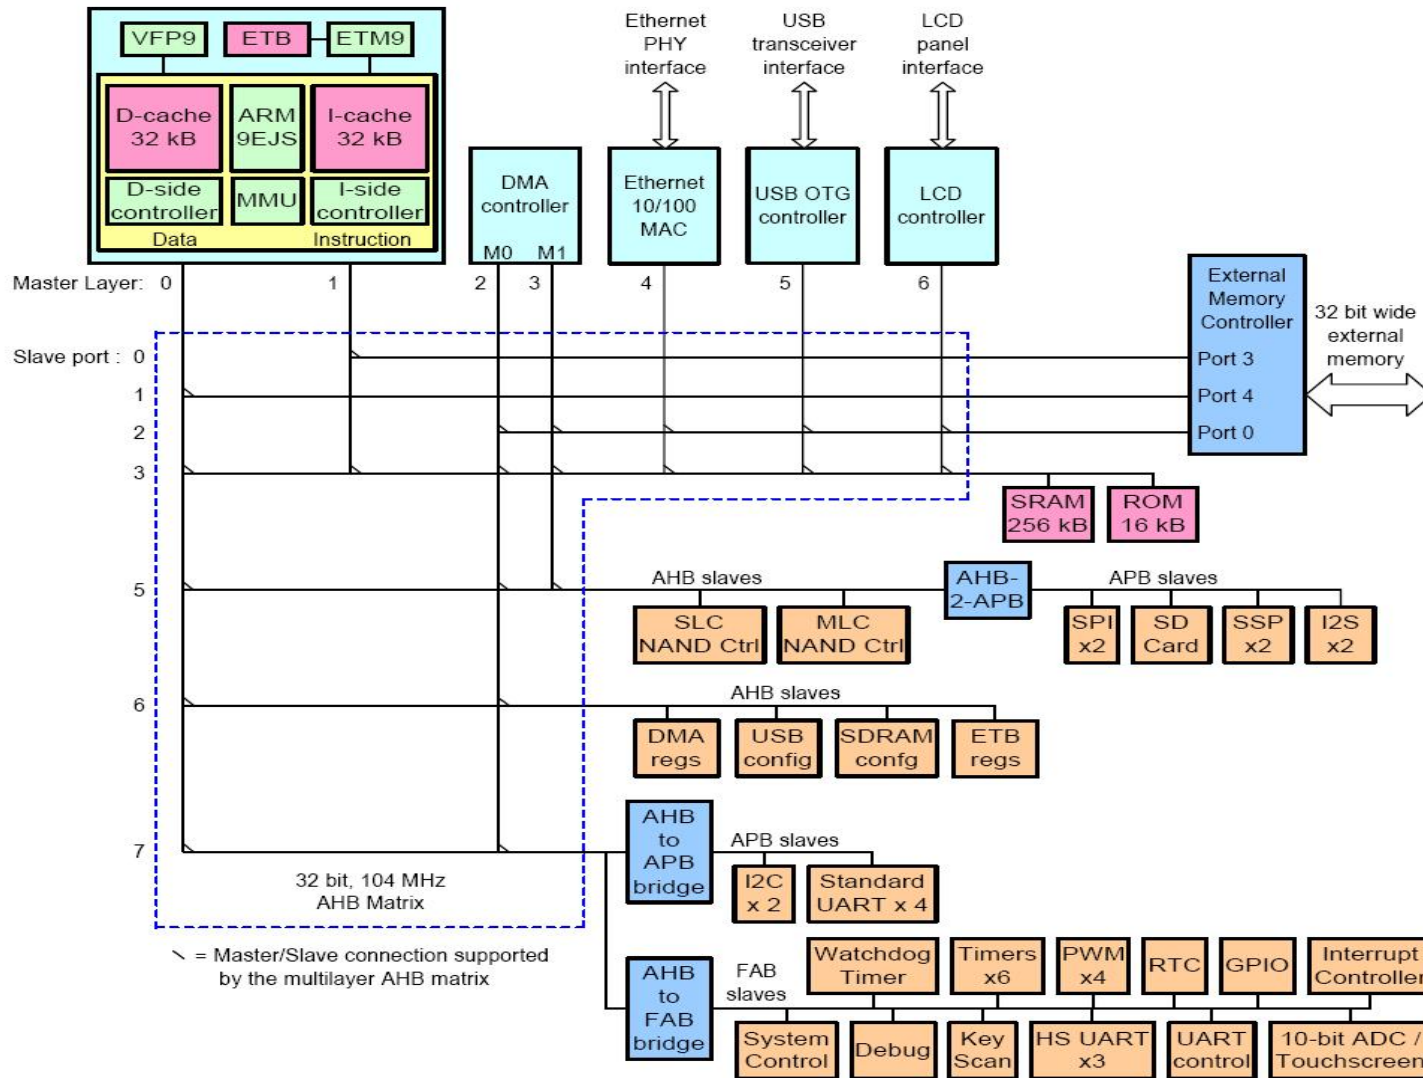 VFP9
ETB
ETM9
D-cache
32 kB
ARM
9EJS
I-cache
32 kB
D-side
controller
MMU
I-side
controller
Data
Instruction
Ethernet
PHY
interface
USB
transceiver
interface
LCD
panel
interface
DMA
controller
M0 M1
Ethernet
10/100
MAC
USB OTG
controller
LCD
controller
Master Layer: 0 1 2 3 4 5 6
External
Memory
Controller
Port 3
Port 4
Port 0
32 bit wide
external
memory
Slave port : 0
1
2
3
SRAM
256 kB
ROM
16 kB
5
AHB slaves
AHB-
2-APB
APB slaves
SLC
NAND Ctrl
MLC
NAND Ctrl
SPI
x2
SD
Card
SSP
x2
I2S
x2
6
AHB slaves
DMA
regs
USB
config
SDRAM
confg
ETB
regs
7
AHB
to
APB
bridge
APB slaves
I2C
x 2
Standard
UART x 4
32 bit, 104 MHz
AHB Matrix
= Master/Slave connection supported
by the multilayer AHB matrix
AHB
to
FAB
bridge
FAB
slaves
Watchdog
Timer
Timers
x6
PWM
x4
RTC
GPIO
Interrupt
Controller
System
Control
Debug
Key
Scan
HS UART
x3
UART
control
10-bit ADC /
Touchscreen